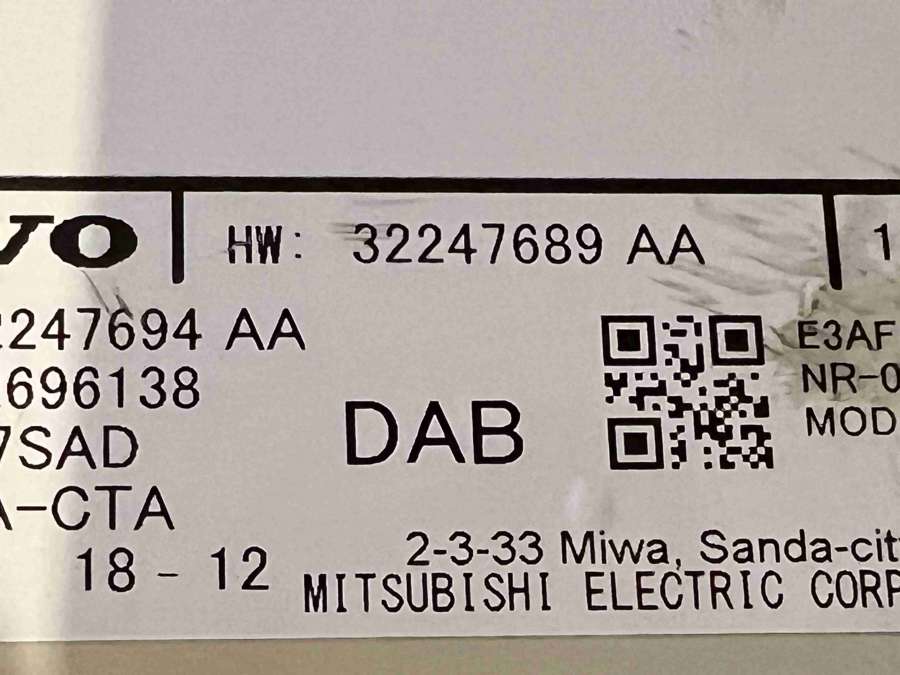 VO HW: 32247689 AA 1
2247694 AA E3AF
696138 NR-0
DAB MOD
7SAD
A-CTA
2-3-33 Miwa, Sanda-cit
18 - 12 MITSUBISHI ELECTRIC CORP